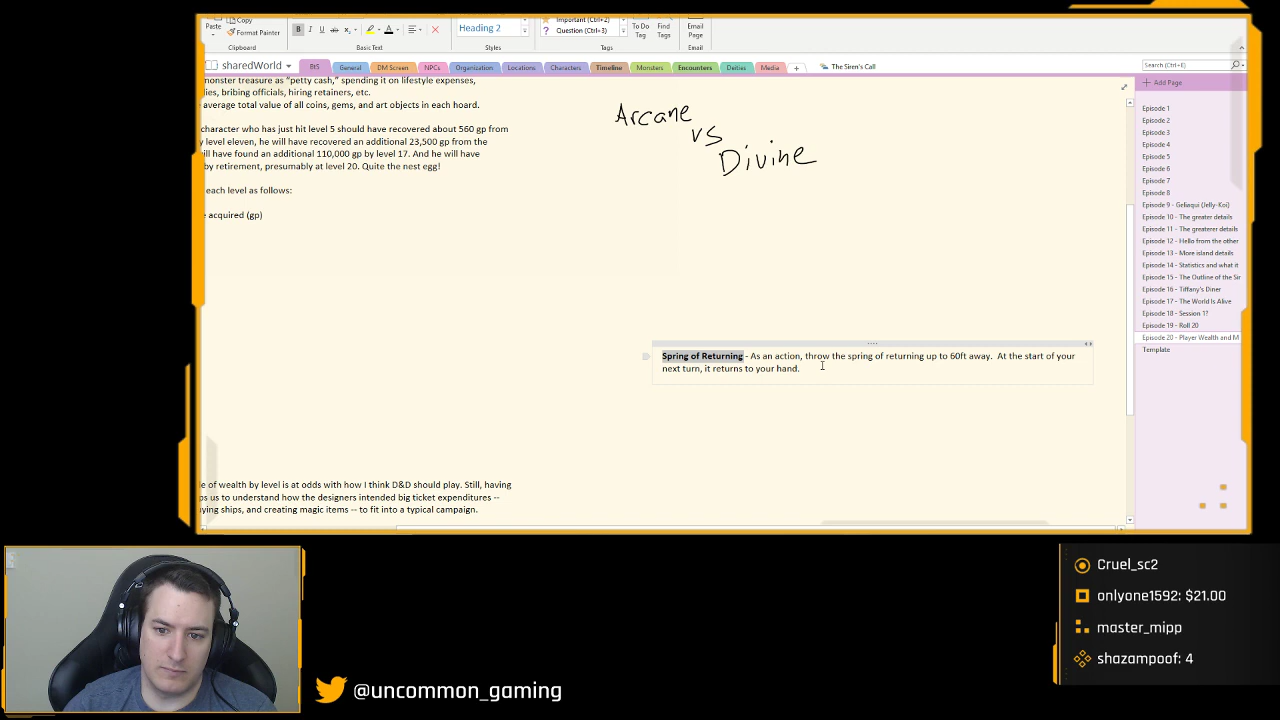 Copy
Paste
Format Painter
Clipboard
B I U abc x₂
Basic Text
Heading 2
Styles
Important (Ctrl+2)
? Question (Ctrl+3)
Tags
To Do
Tag
Find
Tags
Email
Page
Email
sharedWorld
BtS
General
DM Screen
NPCs
Organization
Locations
Characters
Timeline
Monsters
Encounters
Deities
Media
+
The Siren's Call
Search (Ctrl+E)
Add Page
Episode 1
Episode 2
Episode 3
Episode 4
Episode 5
Episode 6
Episode 7
Episode 8
Episode 9 - Geliaqui (Jelly-Koi)
Episode 10 - The greater details
Episode 11 - The greaterer details
Episode 12 - Hello from the other
Episode 13 - More island details
Episode 14 - Statistics and what it
Episode 15 - The Outline of the Sir
Episode 16 - Tiffany's Diner
Episode 17 - The World Is Alive
Episode 18 - Session 1?
Episode 19 - Roll 20
Episode 20 - Player Wealth and M
Template
monster treasure as "petty cash," spending it on lifestyle expenses,
lies, bribing officials, hiring retainers, etc.
average total value of all coins, gems, and art objects in each hoard.
character who has just hit level 5 should have recovered about 560 gp from
y level eleven, he will have recovered an additional 23,500 gp from the
ill have found an additional 110,000 gp by level 17. And he will have
by retirement, presumably at level 20. Quite the nest egg!
each level as follows:
e acquired (gp)
Arcane
vs
Divine
Spring of Returning - As an action, throw the spring of returning up to 60ft away. At the start of your
next turn, it returns to your hand.
le of wealth by level is at odds with how I think D&D should play. Still, having
ps us to understand how the designers intended big ticket expenditures --
uying ships, and creating magic items -- to fit into a typical campaign.
Cruel_sc2
onlyone1592: $21.00
master_mipp
shazampoof: 4
@uncommon_gaming